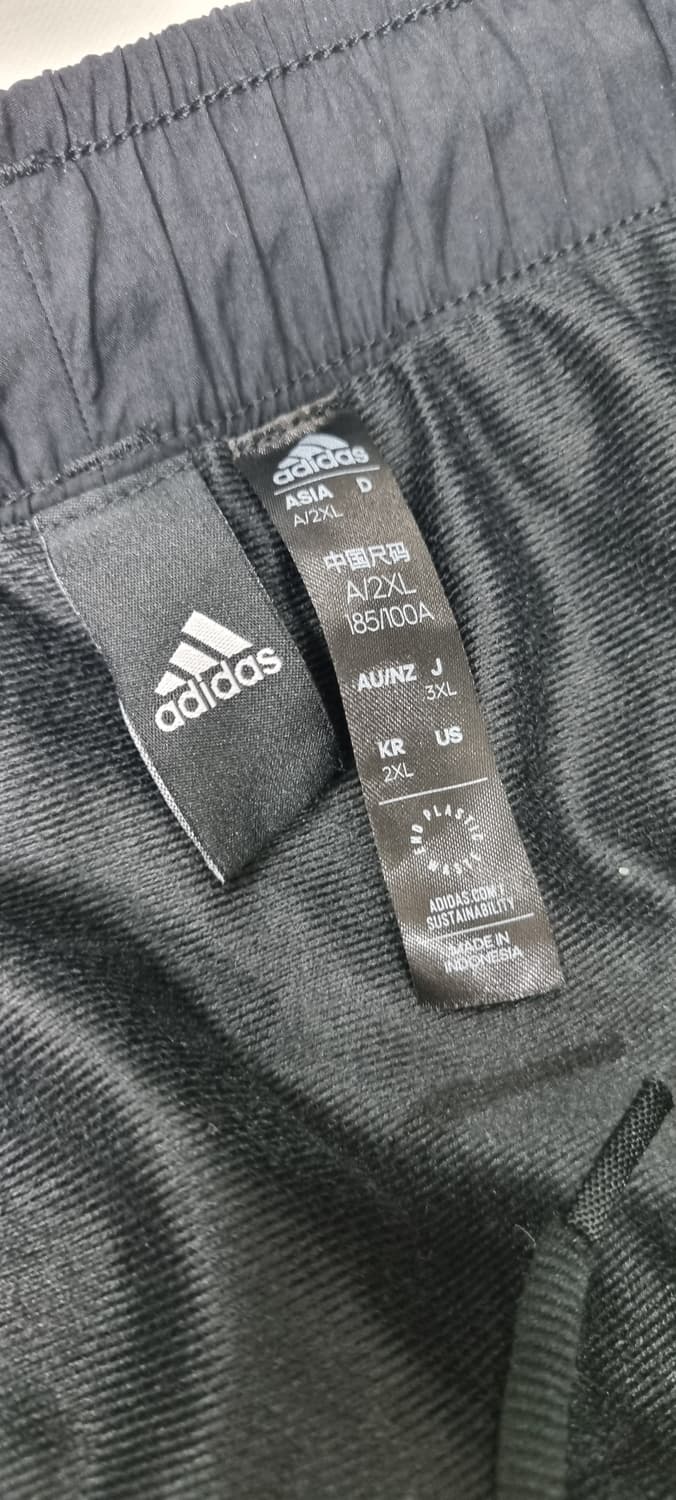 adidas
adidas
ASIA D
A/2XL
中国尺码
A/2XL
185/100A
AU/NZ J
3XL
KR US
2XL
END PLASTIC WASTE
ADIDAS.COM/
SUSTAINABILITY
MADE IN
INDONESIA